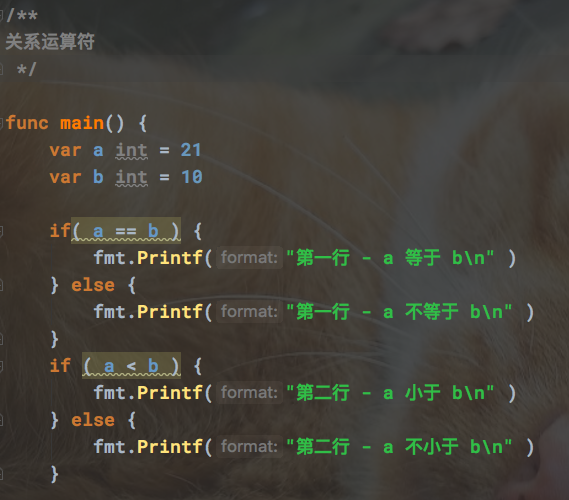 /**
关系运算符
 */
func main() {
    var a int = 21
    var b int = 10
    if( a == b ) {
        fmt.Printf( format: "第一行 - a 等于 b\n" )
    } else {
        fmt.Printf( format: "第一行 - a 不等于 b\n" )
    }
    if ( a < b ) {
        fmt.Printf( format: "第二行 - a 小于 b\n" )
    } else {
        fmt.Printf( format: "第二行 - a 不小于 b\n" )
    }